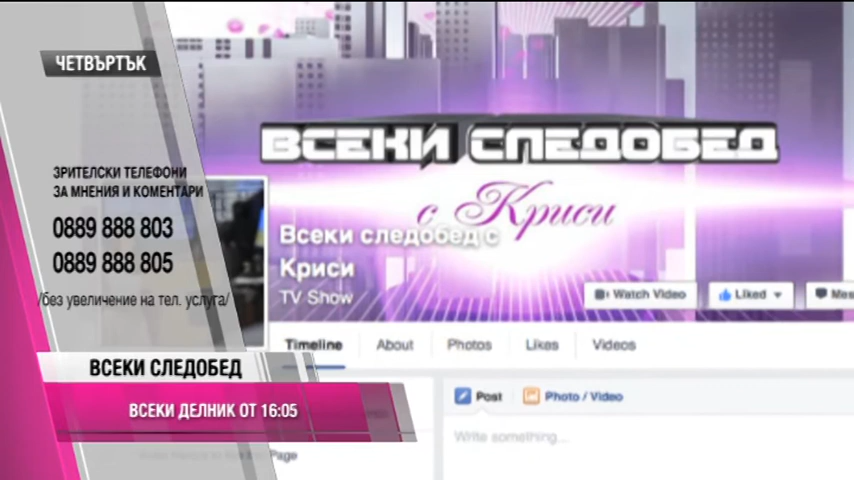 ЧЕТВЪРТЪК
ЗРИТЕЛСКИ ТЕЛЕФОНИ
ЗА МНЕНИЯ И КОМЕНТАРИ
0889 888 803
0889 888 805
/без увеличение на тел. услуга/
ВСЕКИ СЛЕДОБЕД
ВСЕКИ ДЕЛНИК ОТ 16:05
ВСЕКИ СЛЕДОБЕД
с Криси
Всеки следобед с
Криси
TV Show
Watch Video
Liked
Timeline About Photos Likes Videos
Post Photo / Video
Write something...
Page